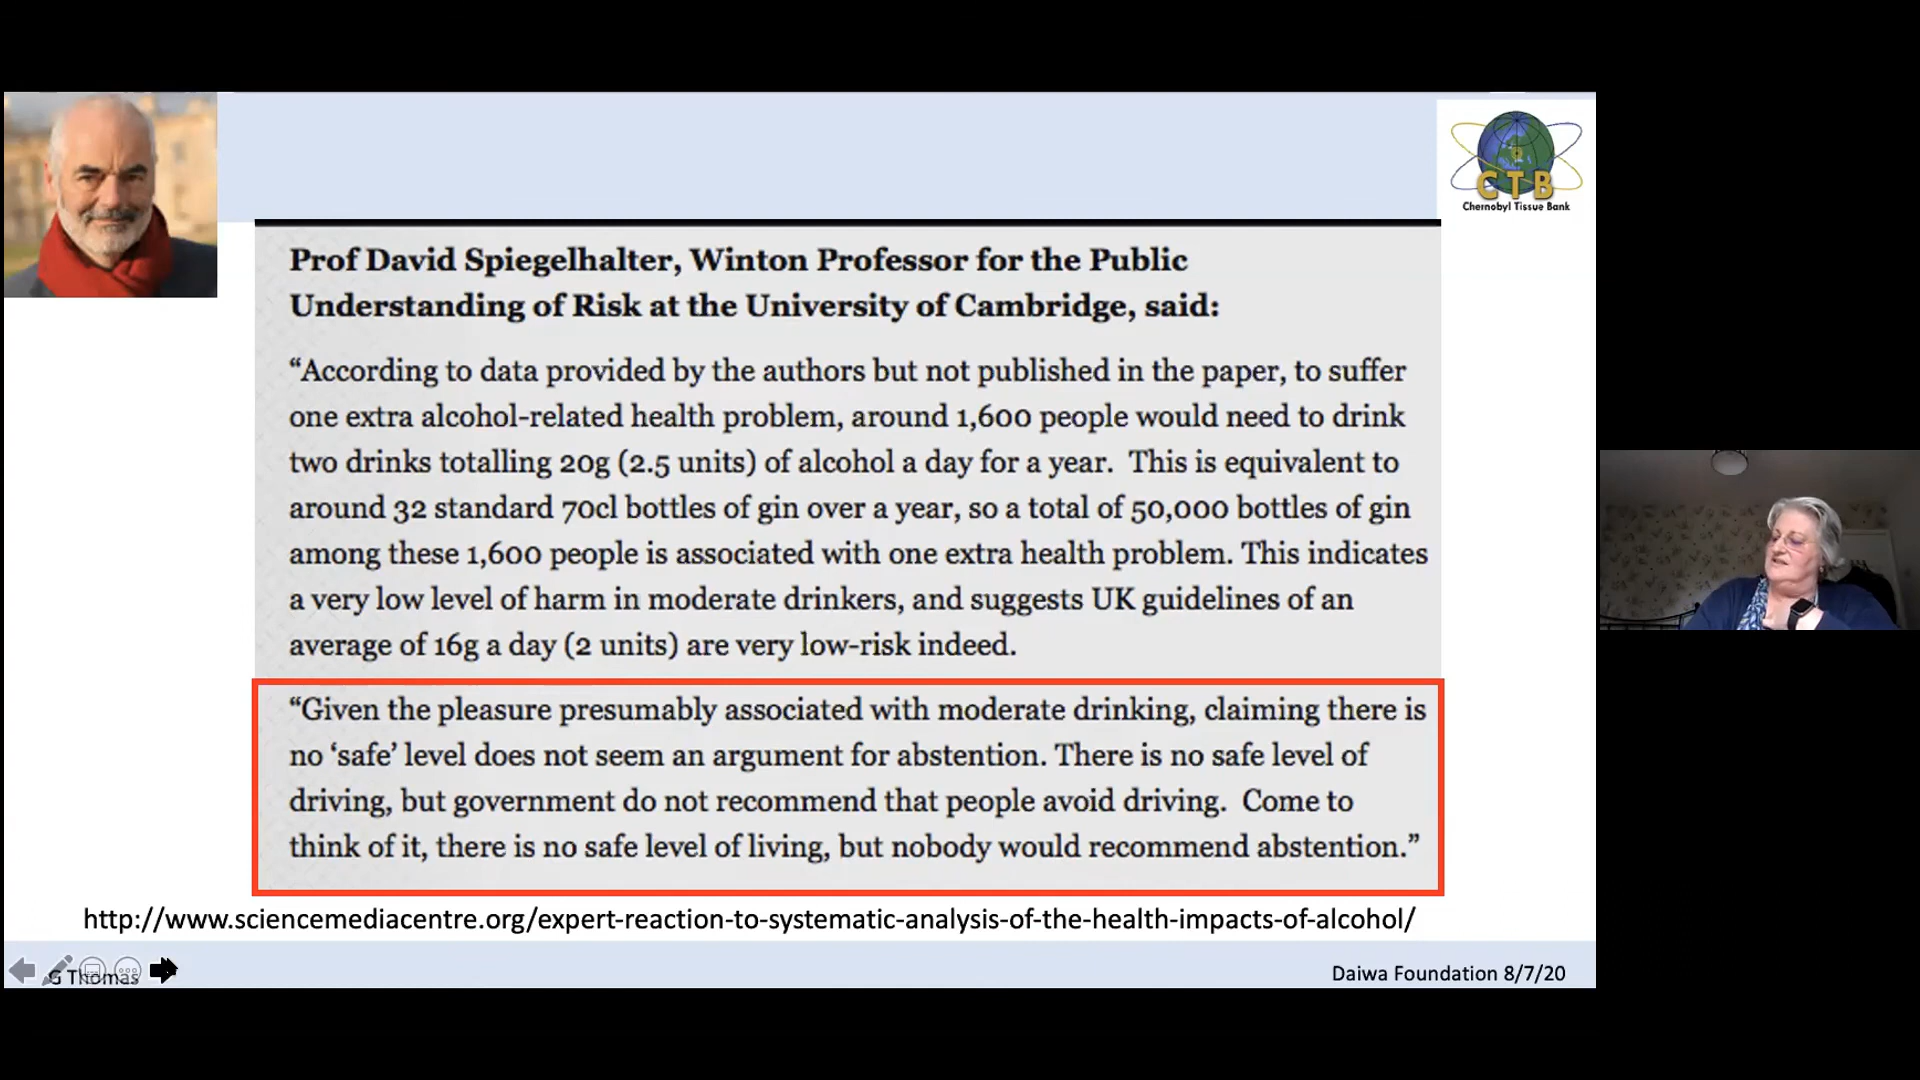 CTB
Chernobyl Tissue Bank
Prof David Spiegelhalter, Winton Professor for the Public
Understanding of Risk at the University of Cambridge, said:
“According to data provided by the authors but not published in the paper, to suffer
one extra alcohol-related health problem, around 1,600 people would need to drink
two drinks totalling 20g (2.5 units) of alcohol a day for a year.  This is equivalent to
around 32 standard 70cl bottles of gin over a year, so a total of 50,000 bottles of gin
among these 1,600 people is associated with one extra health problem. This indicates
a very low level of harm in moderate drinkers, and suggests UK guidelines of an
average of 16g a day (2 units) are very low-risk indeed.
“Given the pleasure presumably associated with moderate drinking, claiming there is
no ‘safe’ level does not seem an argument for abstention. There is no safe level of
driving, but government do not recommend that people avoid driving.  Come to
think of it, there is no safe level of living, but nobody would recommend abstention.”
http://www.sciencemediacentre.org/expert-reaction-to-systematic-analysis-of-the-health-impacts-of-alcohol/
G Thomas
Daiwa Foundation 8/7/20